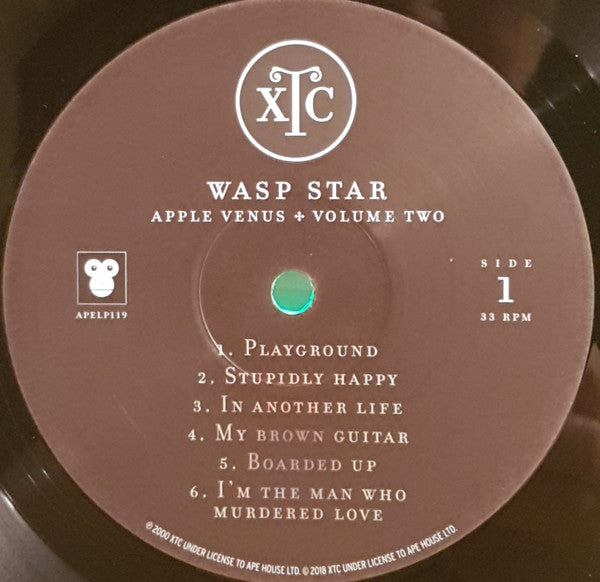 XTC
WASP STAR
APPLE VENUS + VOLUME TWO
APELP119
SIDE
1
33 RPM
1. PLAYGROUND
2. STUPIDLY HAPPY
3. IN ANOTHER LIFE
4. MY BROWN GUITAR
5. BOARDED UP
6. I'M THE MAN WHO
MURDERED LOVE
℗ 2000 XTC UNDER LICENSE TO APE HOUSE LTD. © 2018 XTC UNDER LICENSE TO APE HOUSE LTD.